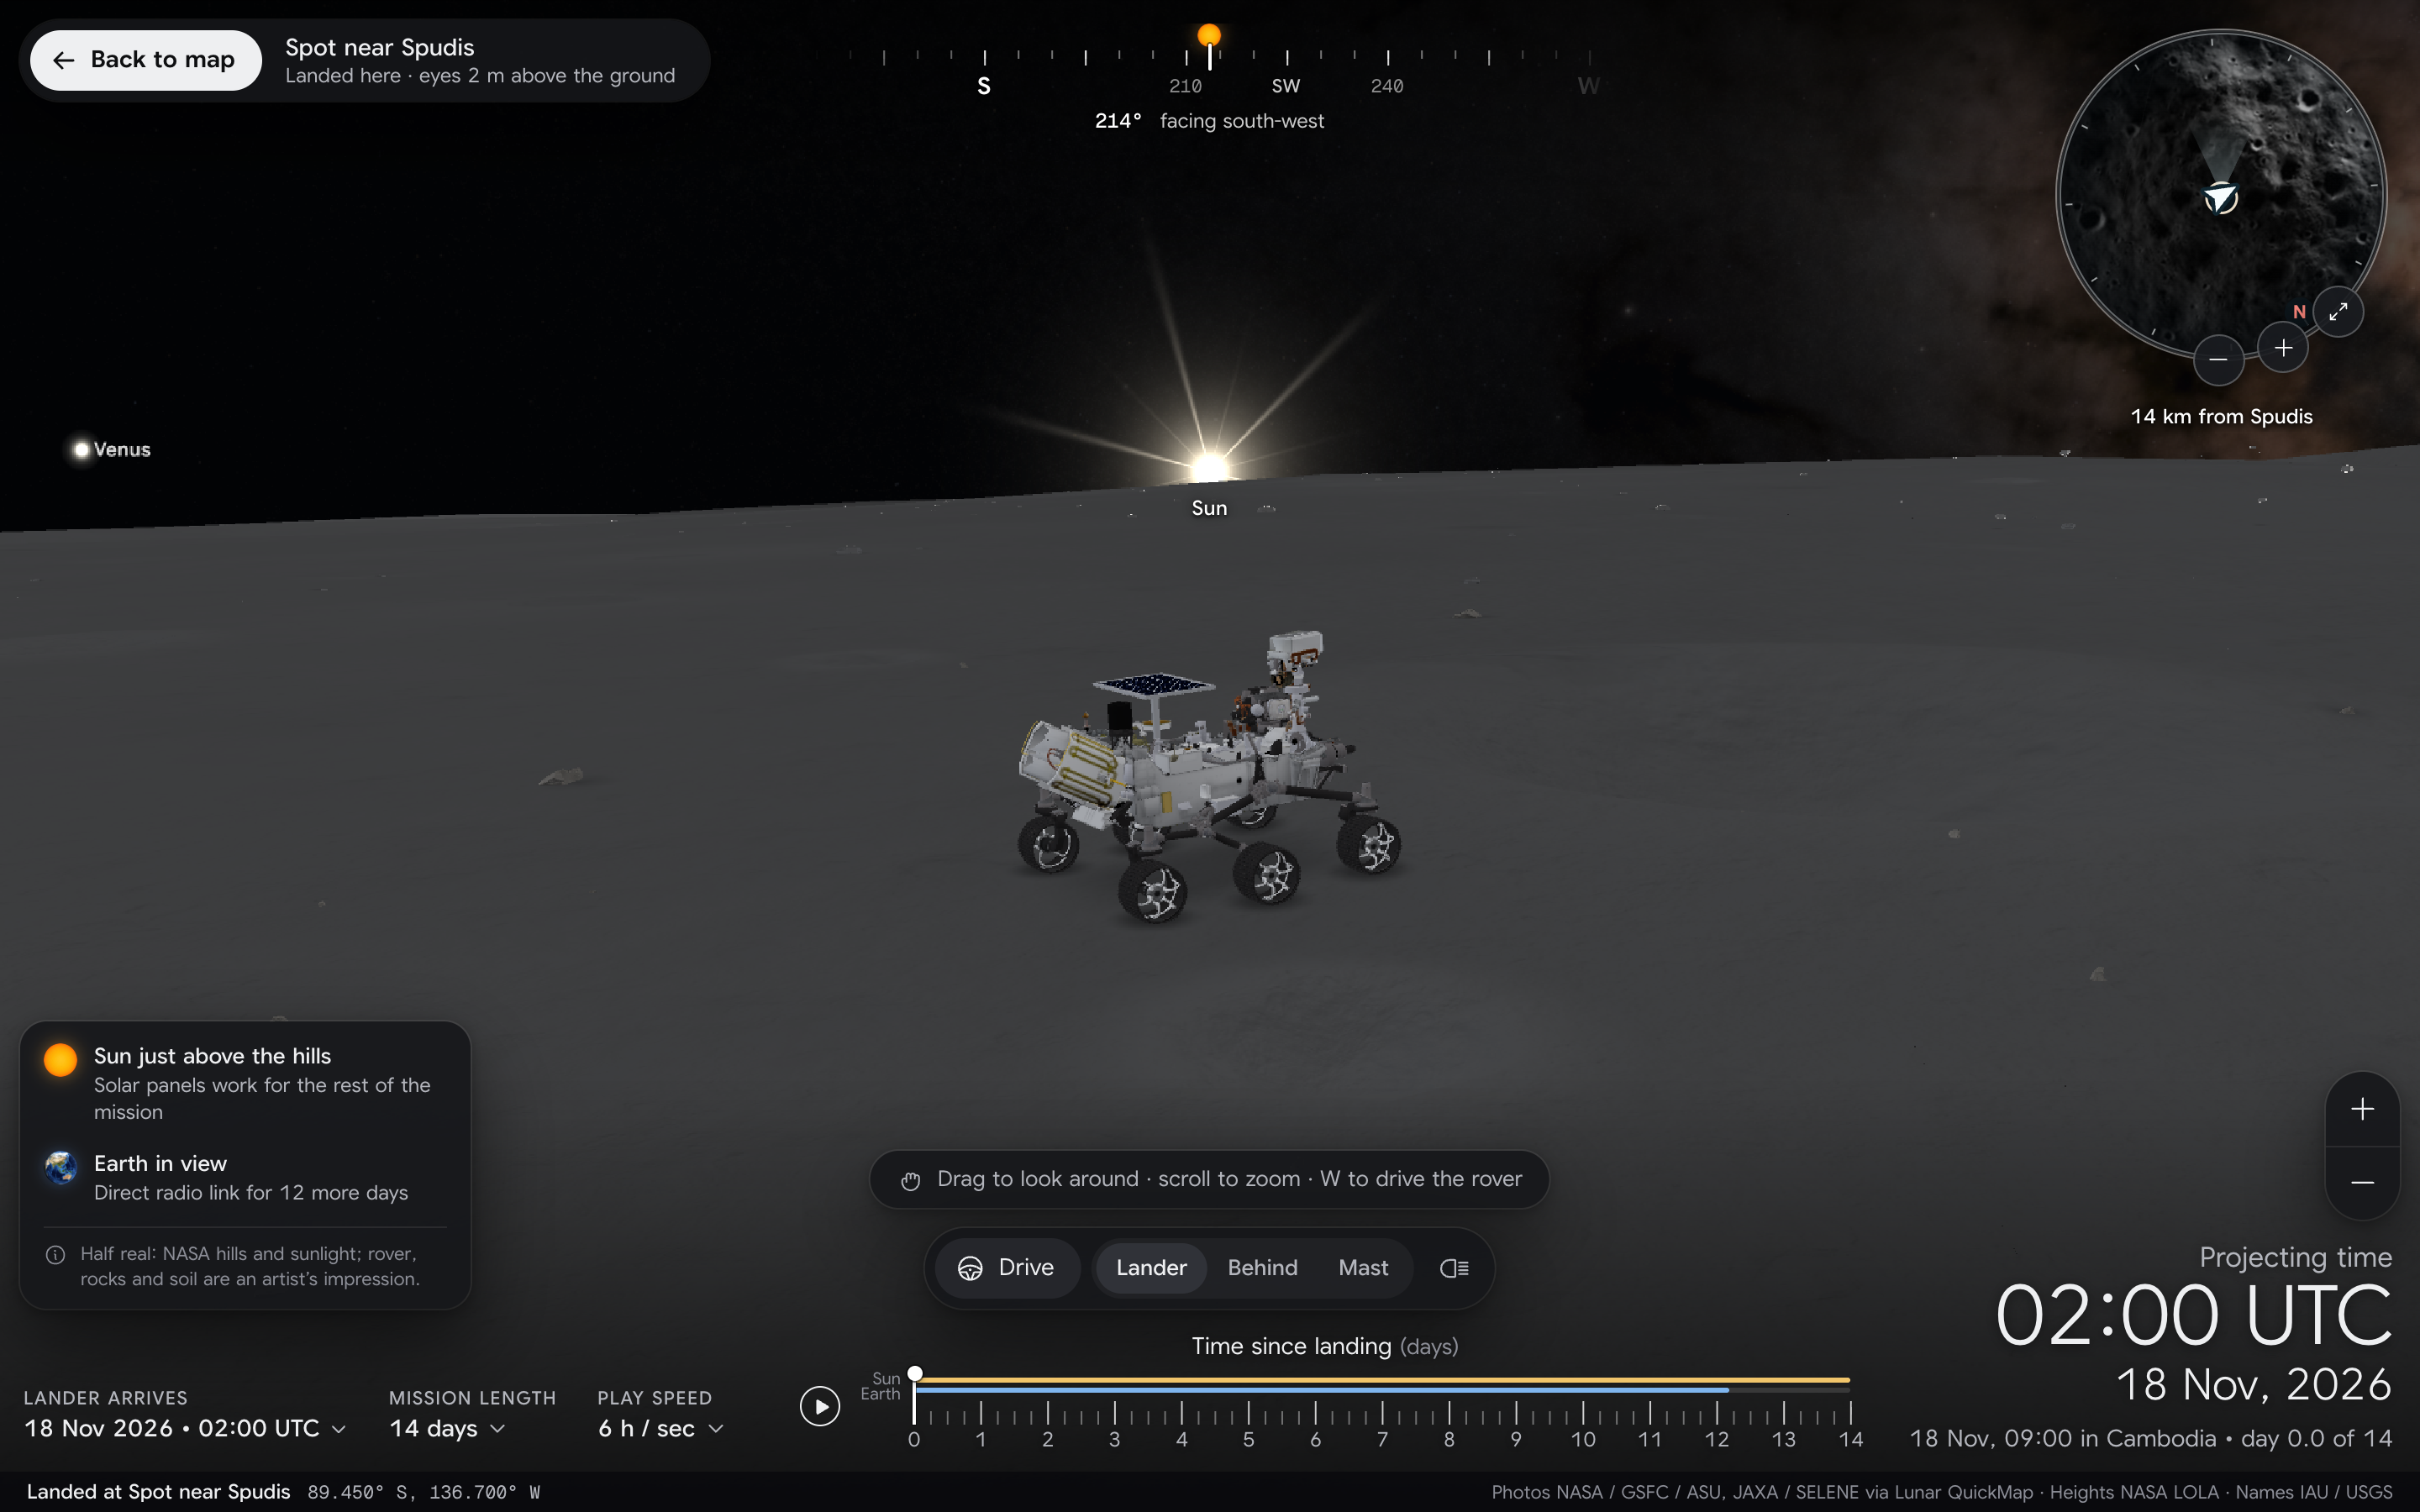 Back to map
Spot near Spudis
Landed here · eyes 2 m above the ground
S 210 SW 240 W
214° facing south-west
N
14 km from Spudis
Venus
Sun
Sun just above the hills
Solar panels work for the rest of the
mission
Earth in view
Direct radio link for 12 more days
Half real: NASA hills and sunlight; rover,
rocks and soil are an artist's impression.
Drag to look around · scroll to zoom · W to drive the rover
Drive Lander Behind Mast
Projecting time
02:00 UTC
18 Nov, 2026
18 Nov, 09:00 in Cambodia • day 0.0 of 14
LANDER ARRIVES
18 Nov 2026 • 02:00 UTC
MISSION LENGTH
14 days
PLAY SPEED
6 h / sec
Time since landing (days)
Sun
Earth
0 1 2 3 4 5 6 7 8 9 10 11 12 13 14
Landed at Spot near Spudis 89.450° S, 136.700° W
Photos NASA / GSFC / ASU, JAXA / SELENE via Lunar QuickMap · Heights NASA LOLA · Names IAU / USGS